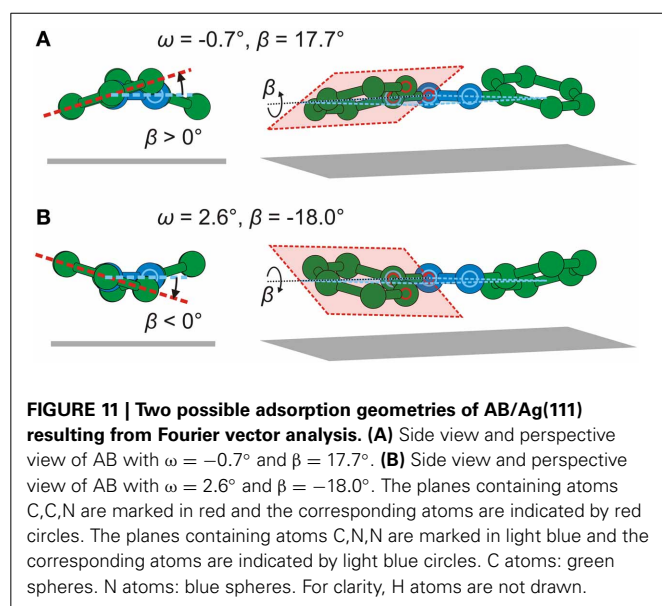 A
ω = -0.7°, β = 17.7°
β
β > 0°
B
ω = 2.6°, β = -18.0°
β
β < 0°
FIGURE 11 | Two possible adsorption geometries of AB/Ag(111)
resulting from Fourier vector analysis. (A) Side view and perspective
view of AB with ω = −0.7° and β = 17.7°. (B) Side view and perspective
view of AB with ω = 2.6° and β = −18.0°. The planes containing atoms
C,C,N are marked in red and the corresponding atoms are indicated by red
circles. The planes containing atoms C,N,N are marked in light blue and the
corresponding atoms are indicated by light blue circles. C atoms: green
spheres. N atoms: blue spheres. For clarity, H atoms are not drawn.